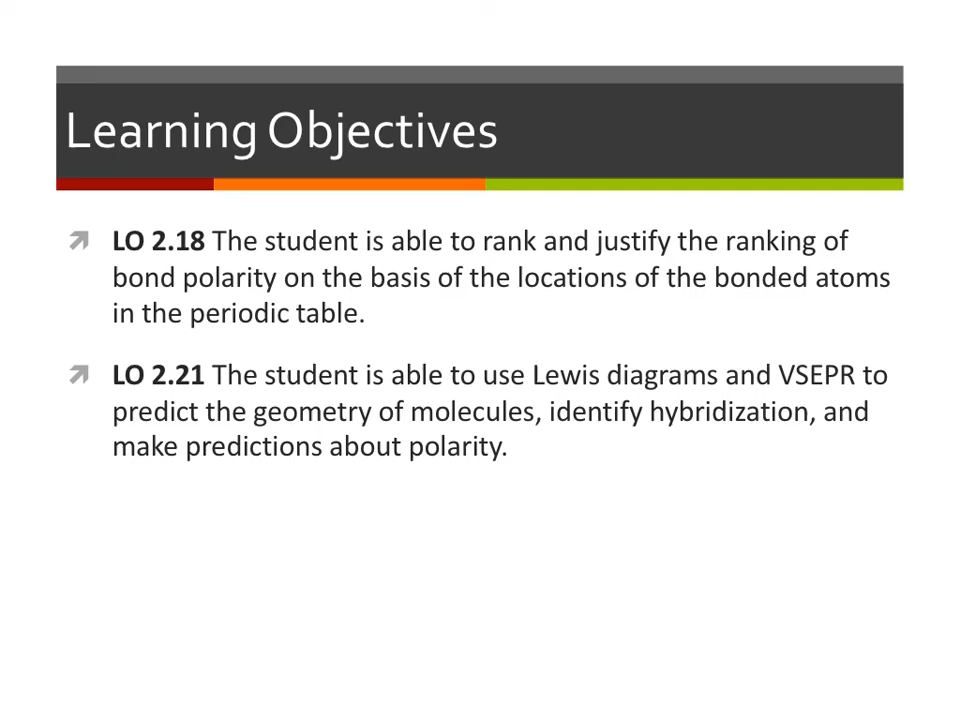 Learning Objectives
LO 2.18 The student is able to rank and justify the ranking of
bond polarity on the basis of the locations of the bonded atoms
in the periodic table.
LO 2.21 The student is able to use Lewis diagrams and VSEPR to
predict the geometry of molecules, identify hybridization, and
make predictions about polarity.